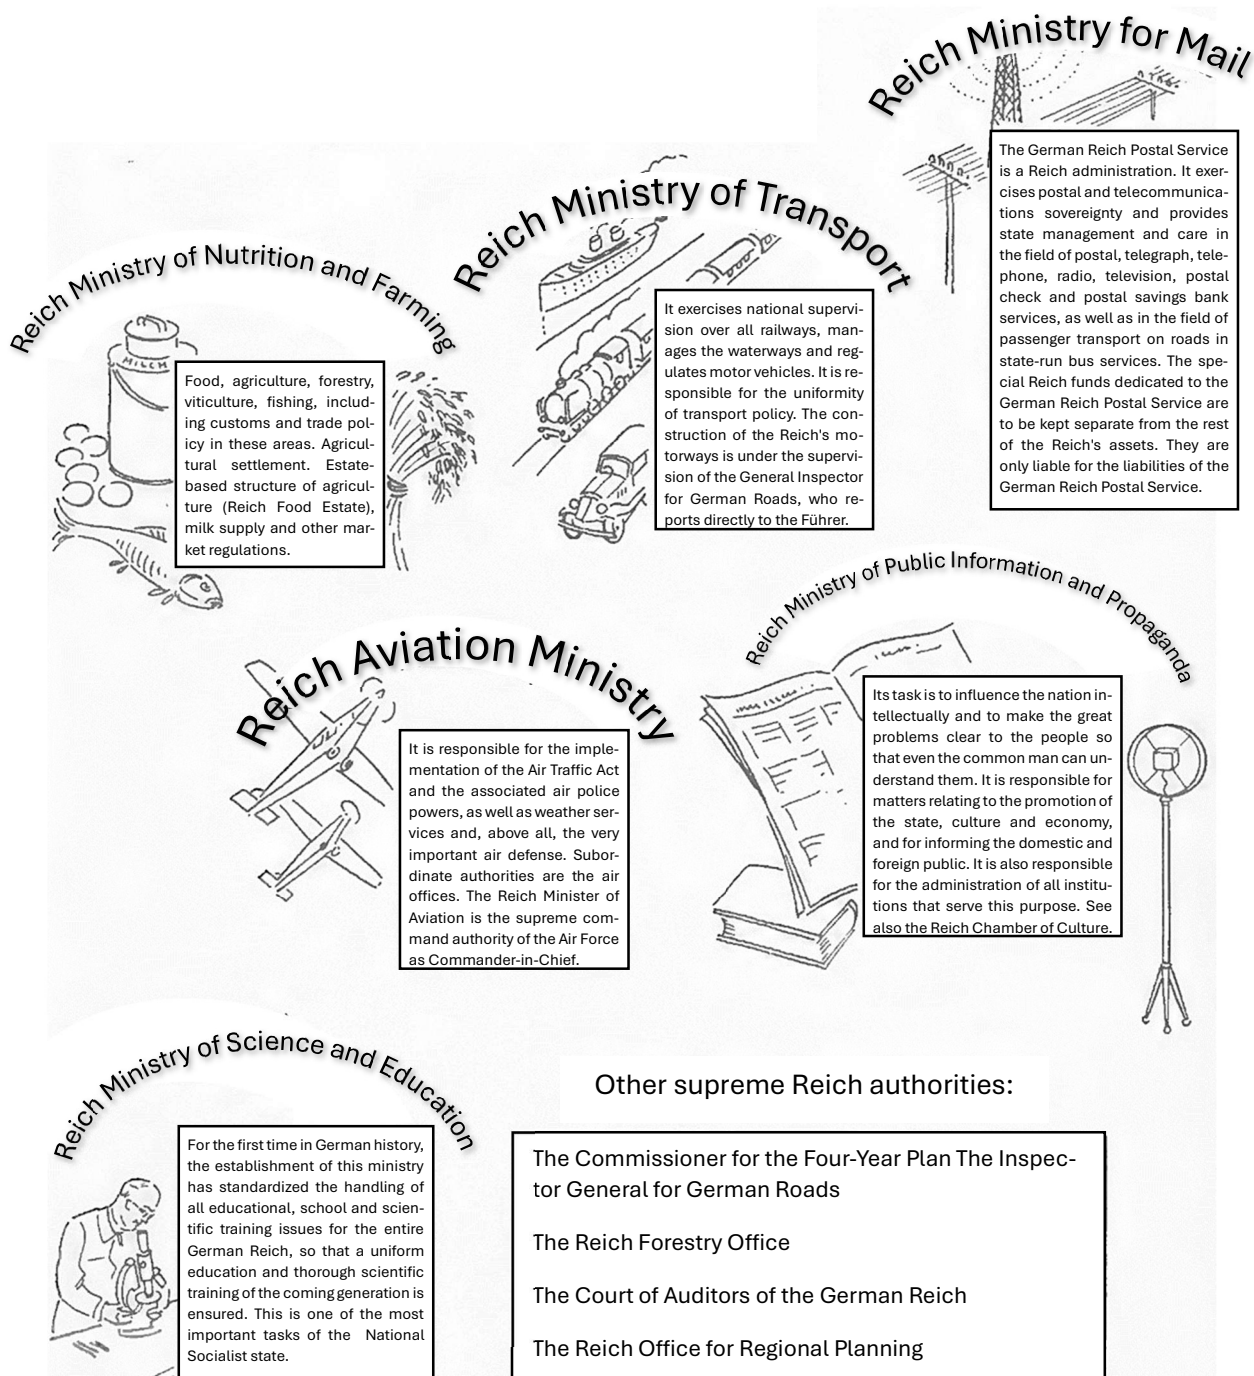 Reich Ministry for Mail
The German Reich Postal Service
is a Reich administration. It exer-
cises postal and telecommunica-
tions sovereignty and provides
state management and care in
the field of postal, telegraph, tele-
phone, radio, television, postal
check and postal savings bank
services, as well as in the field of
passenger transport on roads in
state-run bus services. The spe-
cial Reich funds dedicated to the
German Reich Postal Service are
to be kept separate from the rest
of the Reich's assets. They are
only liable for the liabilities of the
German Reich Postal Service.
Reich Ministry of Transport
It exercises national supervi-
sion over all railways, man-
ages the waterways and reg-
ulates motor vehicles. It is re-
sponsible for the uniformity
of transport policy. The con-
struction of the Reich's mo-
torways is under the supervi-
sion of the General Inspector
for German Roads, who re-
ports directly to the Führer.
Reich Ministry of Nutrition and Farming
MILCH
Food, agriculture, forestry,
viticulture, fishing, includ-
ing customs and trade pol-
icy in these areas. Agricul-
tural settlement. Estate-
based structure of agricul-
ture (Reich Food Estate),
milk supply and other mar-
ket regulations.
Reich Ministry of Public Information and Propaganda
Its task is to influence the nation in-
tellectually and to make the great
problems clear to the people so
that even the common man can un-
derstand them. It is responsible for
matters relating to the promotion of
the state, culture and economy,
and for informing the domestic and
foreign public. It is also responsible
for the administration of all institu-
tions that serve this purpose. See
also the Reich Chamber of Culture.
Reich Aviation Ministry
It is responsible for the imple-
mentation of the Air Traffic Act
and the associated air police
powers, as well as weather ser-
vices and, above all, the very
important air defense. Subor-
dinate authorities are the air
offices. The Reich Minister of
Aviation is the supreme com-
mand authority of the Air Force
as Commander-in-Chief.
Reich Ministry of Science and Education
For the first time in German history,
the establishment of this ministry
has standardized the handling of
all educational, school and scien-
tific training issues for the entire
German Reich, so that a uniform
education and thorough scientific
training of the coming generation is
ensured. This is one of the most
important tasks of the National
Socialist state.
Other supreme Reich authorities:
The Commissioner for the Four-Year Plan The Inspec-
tor General for German Roads
The Reich Forestry Office
The Court of Auditors of the German Reich
The Reich Office for Regional Planning